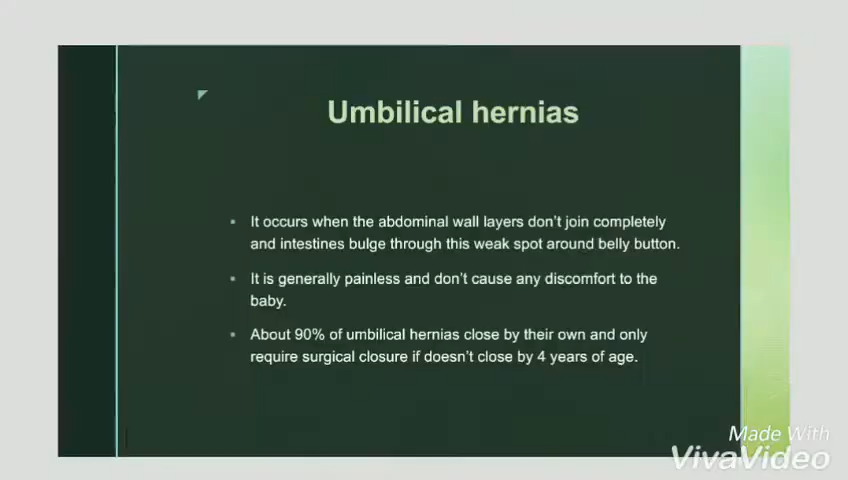 Umbilical hernias
It occurs when the abdominal wall layers don't join completely
and intestines bulge through this weak spot around belly button.
It is generally painless and don't cause any discomfort to the
baby.
About 90% of umbilical hernias close by their own and only
require surgical closure if doesn't close by 4 years of age.
Made With
VivaVideo